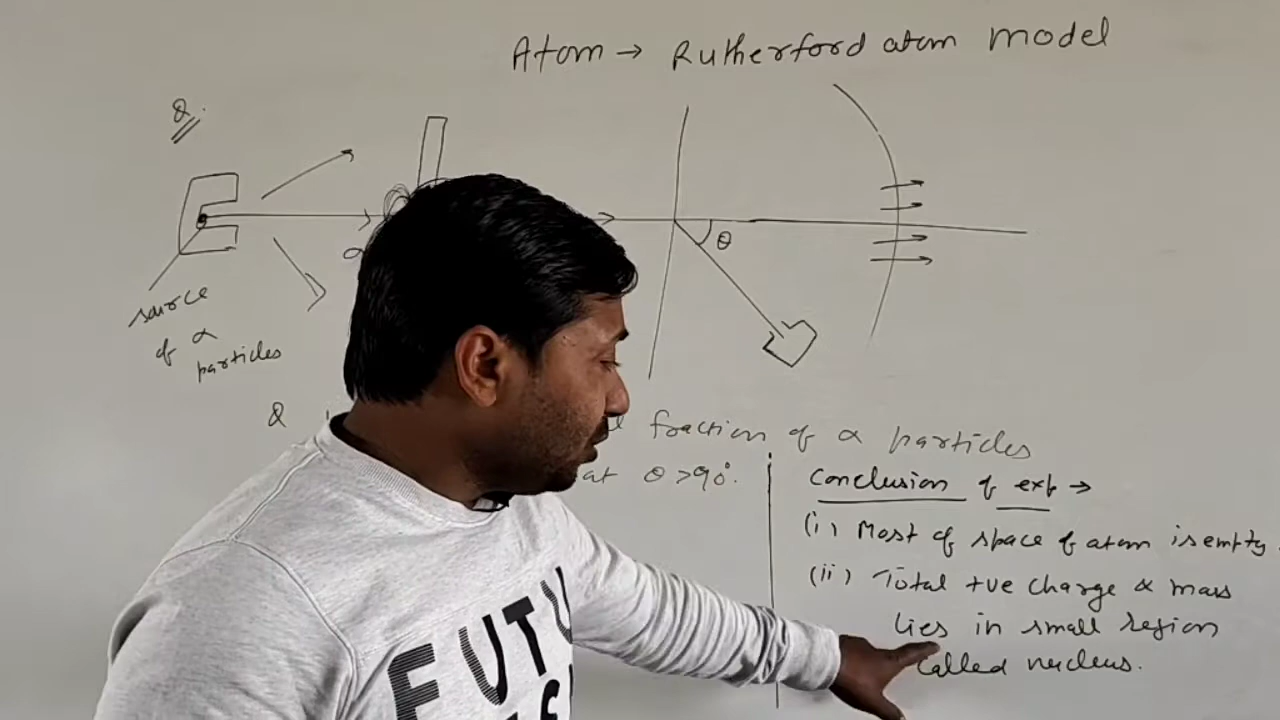 Atom → Rutherford atom model
Q.
θ
source
of α
particles
Q fraction of α particles
at θ >90°.
Conclusion of exp →
(i) Most of space of atom is empty.
(ii) Total +ve charge & mass
lies in small region
called nucleus.
FUTU